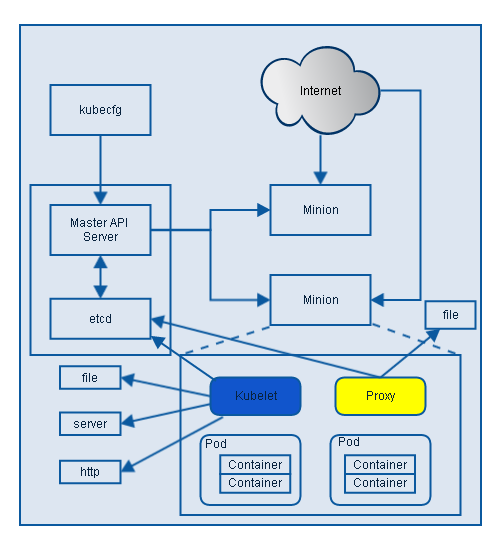 Internet
kubecfg
Master API
Server
Minion
Minion
etcd
file
file
Kubelet
Proxy
server
http
Pod
Container
Container
Pod
Container
Container